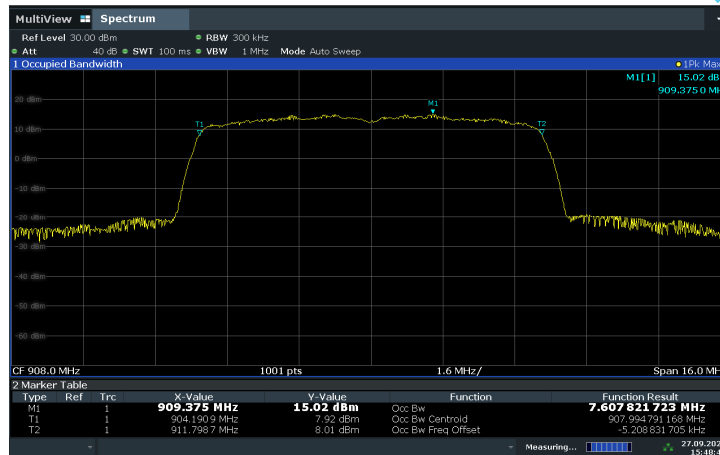 MultiView Spectrum
Ref Level 30.00 dBm RBW 300 kHz
Att 40 dB SWT 100 ms VBW 1 MHz Mode Auto Sweep
1 Occupied Bandwidth 1Pk Max
M1[1] 15.02 dB
909.3750 MH
20 dBm
M1
T1 T2
10 dBm
0 dBm
-10 dBm
-20 dBm
-30 dBm
-40 dBm
-50 dBm
-60 dBm
CF 908.0 MHz 1001 pts 1.6 MHz/ Span 16.0 MH
2 Marker Table
Type Ref Trc X-Value Y-Value Function Function Result
M1 1 909.375 MHz 15.02 dBm Occ Bw 7.607 821 723 MHz
T1 1 904.190 9 MHz 7.92 dBm Occ Bw Centroid 907.994 791 168 MHz
T2 1 911.798 7 MHz 8.01 dBm Occ Bw Freq Offset -5.208 831 705 kHz
Measuring... 27.09.202
15:48:4